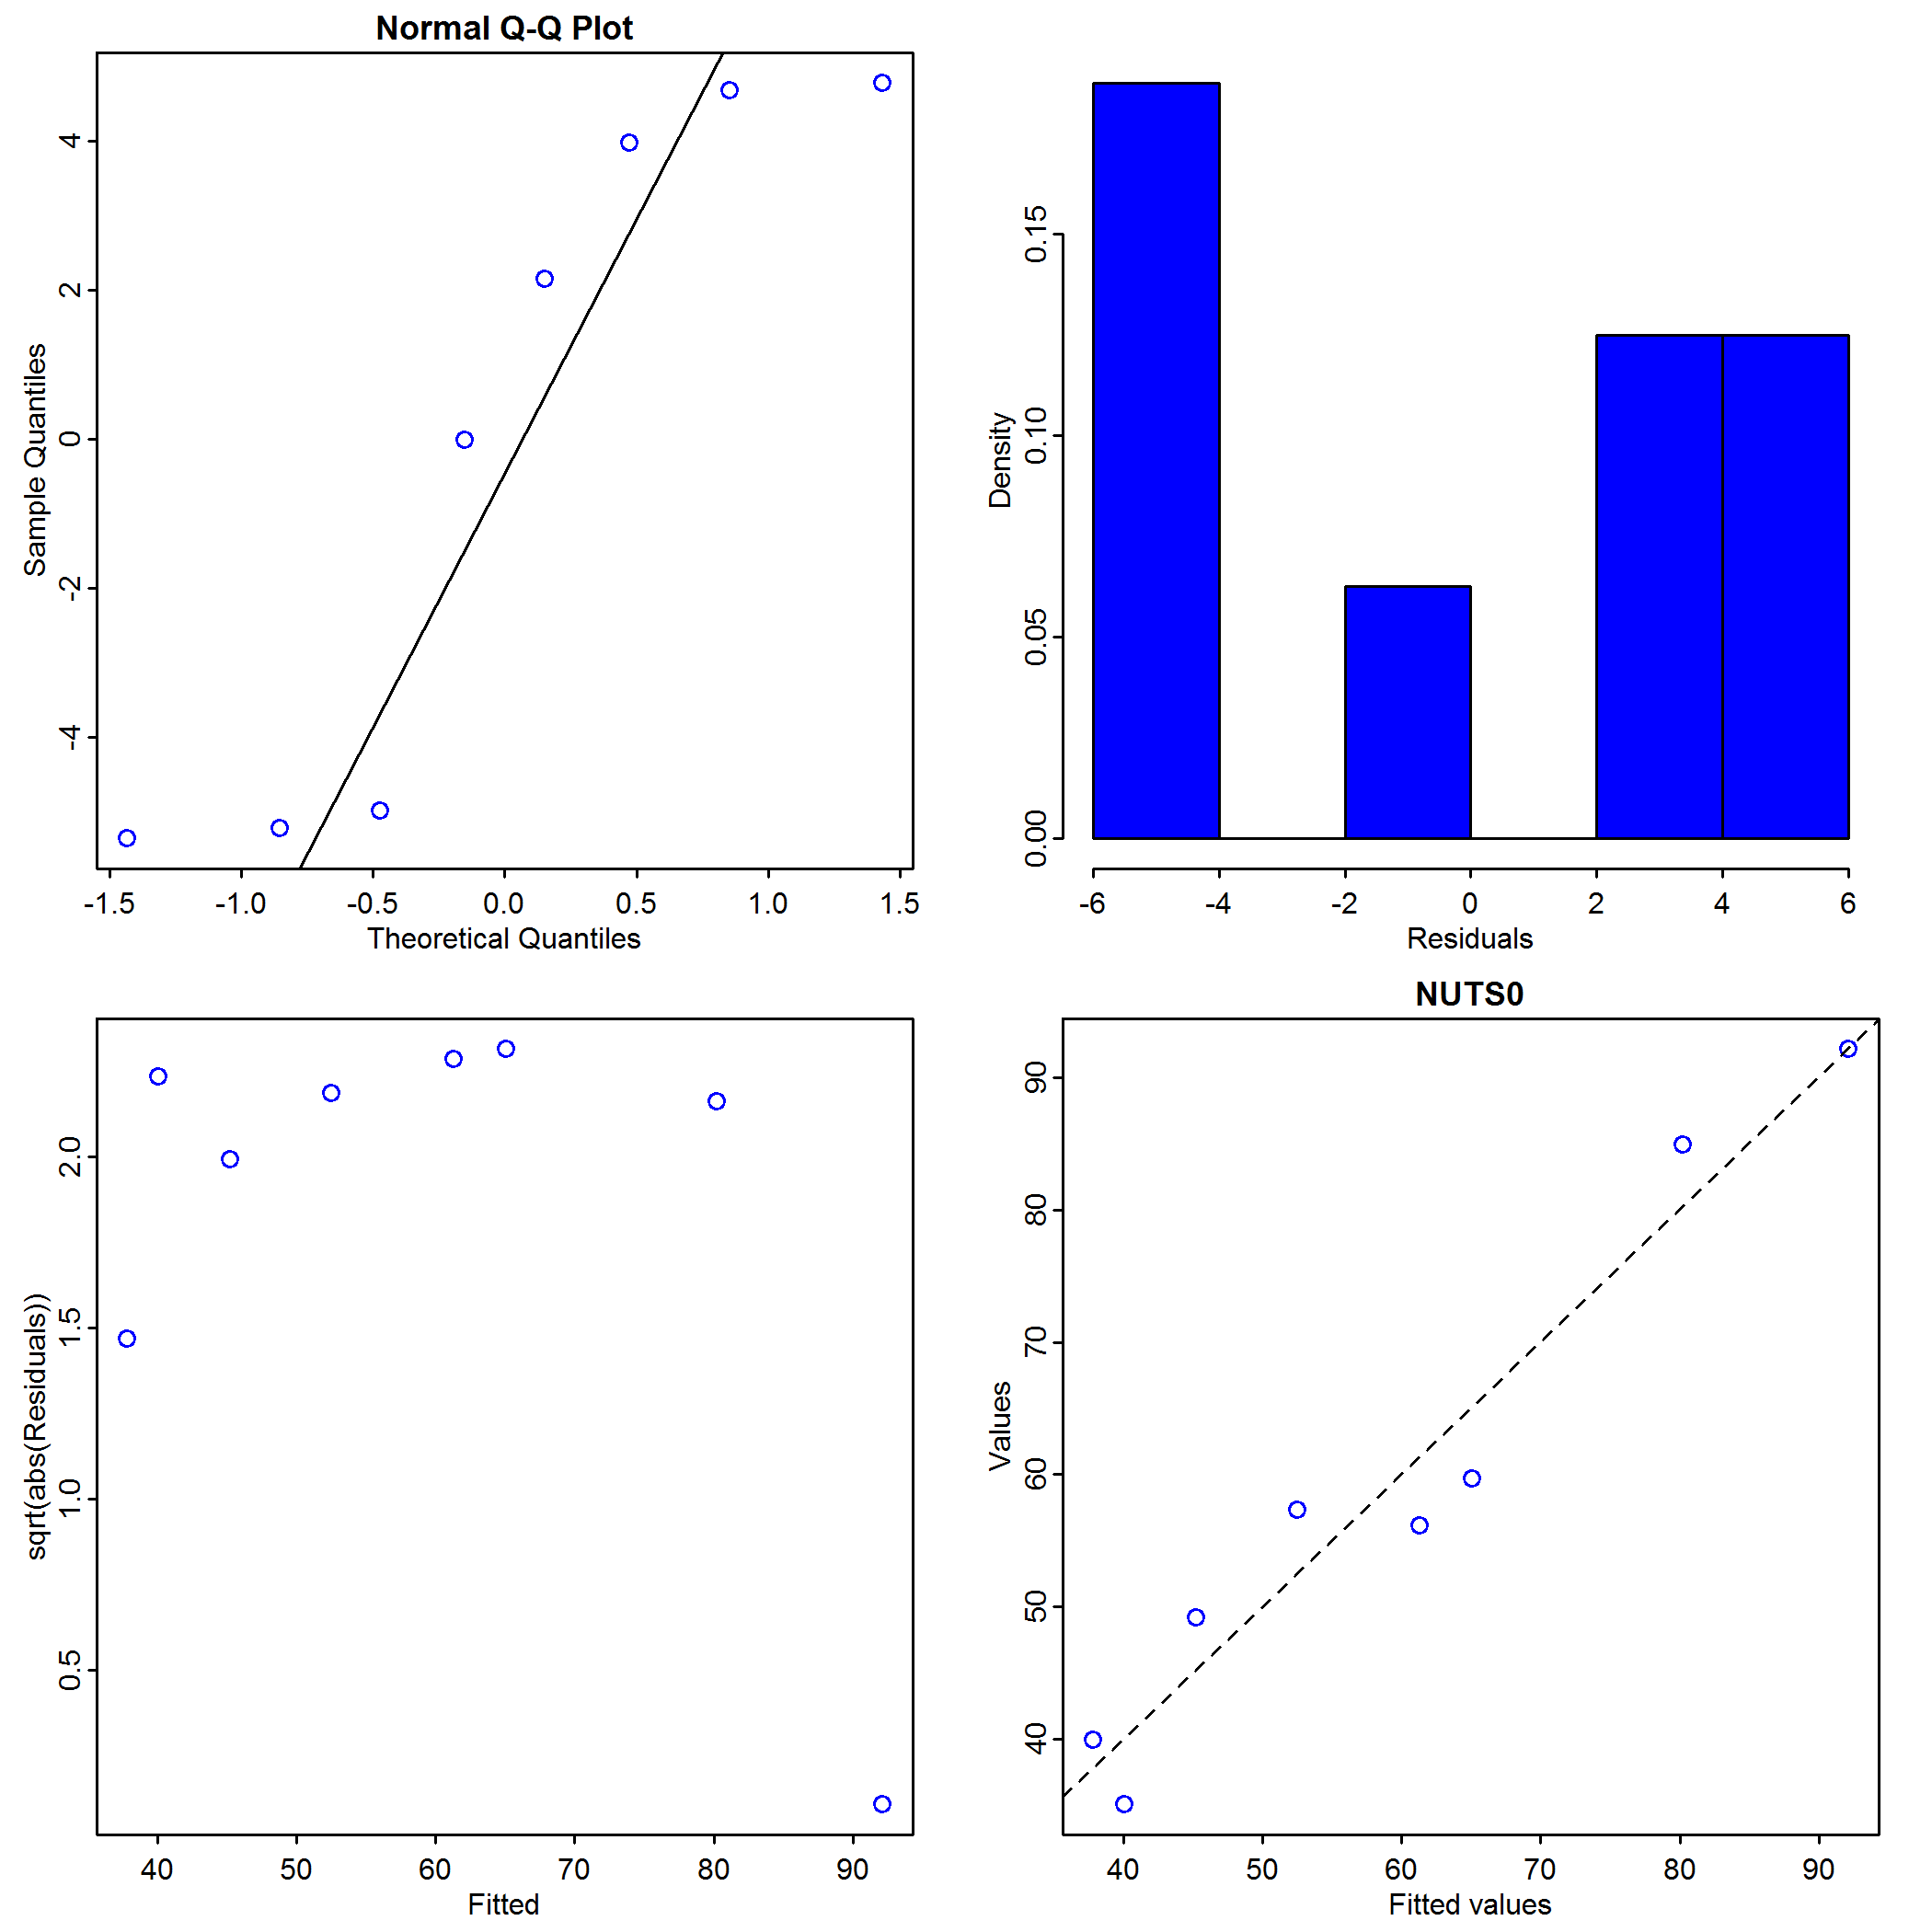 Normal Q-Q Plot
Sample Quantiles
4
2
0
-2
-4
-1.5 -1.0 -0.5 0.0 0.5 1.0 1.5
Theoretical Quantiles
Density
0.15
0.10
0.05
0.00
-6 -4 -2 0 2 4 6
Residuals
sqrt(abs(Residuals))
2.0
1.5
1.0
0.5
40 50 60 70 80 90
Fitted
NUTS0
Values
90
80
70
60
50
40
40 50 60 70 80 90
Fitted values